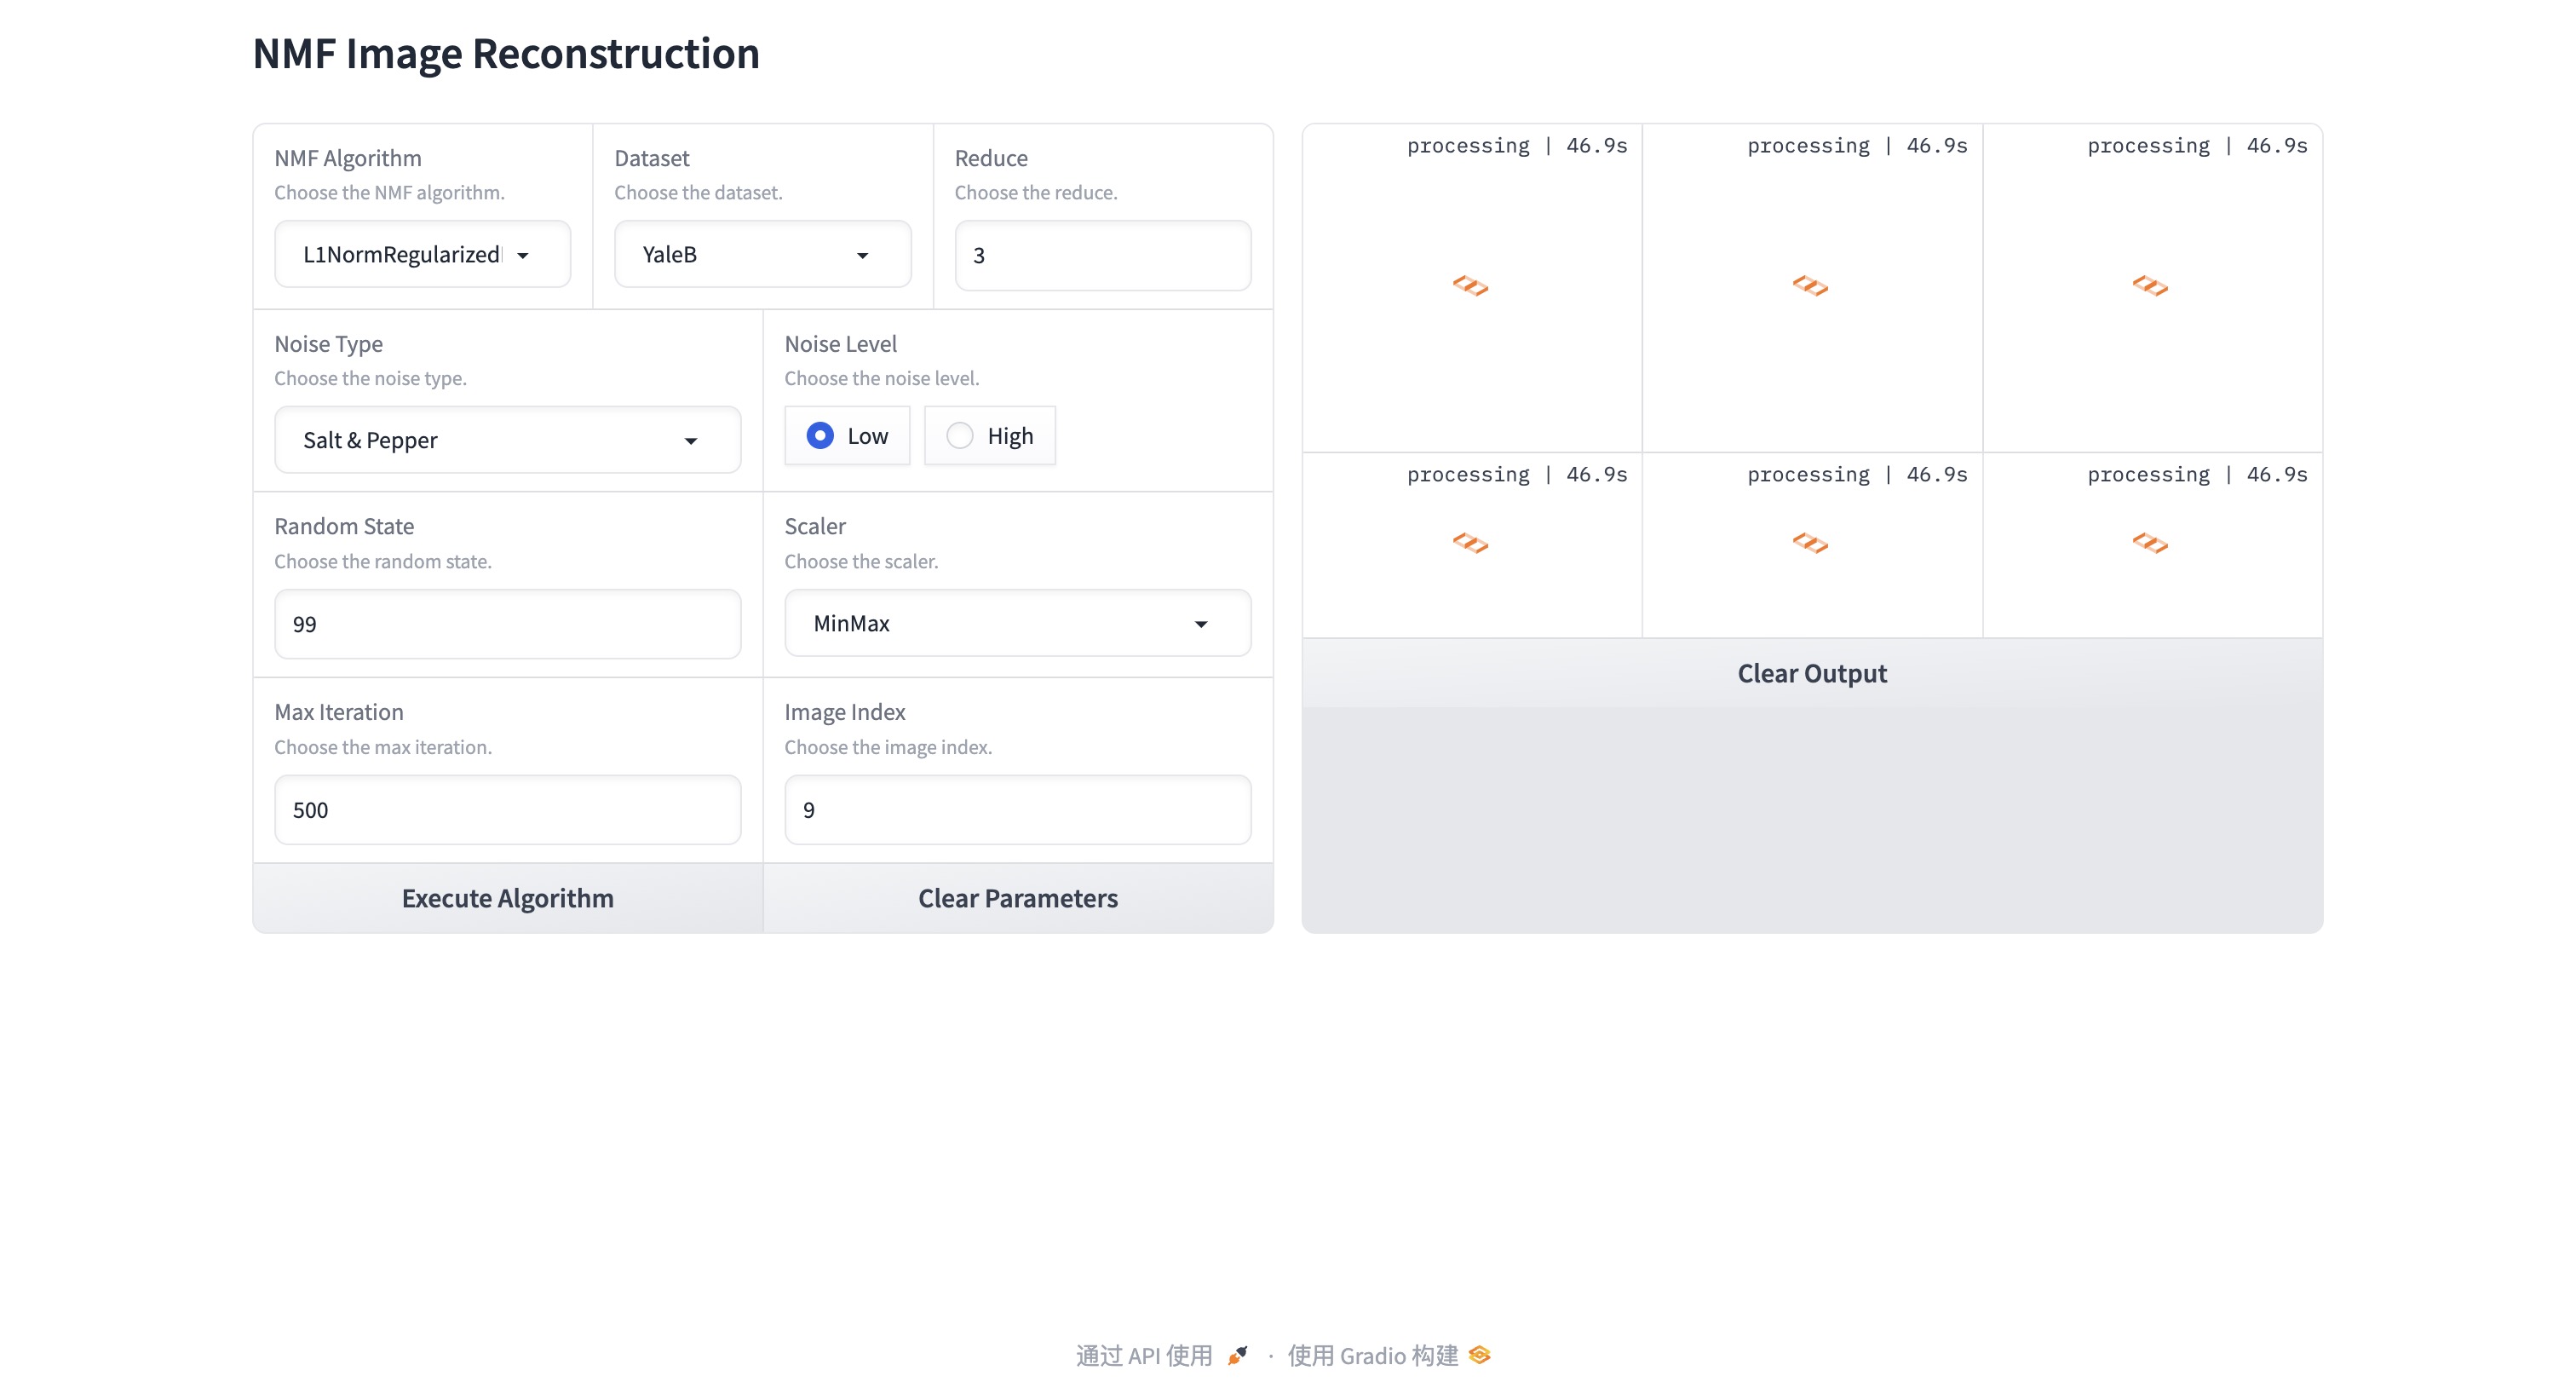 NMF Image Reconstruction
NMF Algorithm
Choose the NMF algorithm.
L1NormRegularized
Dataset
Choose the dataset.
YaleB
Reduce
Choose the reduce.
3
Noise Type
Choose the noise type.
Salt & Pepper
Noise Level
Choose the noise level.
Low
High
Random State
Choose the random state.
99
Scaler
Choose the scaler.
MinMax
Max Iteration
Choose the max iteration.
500
Image Index
Choose the image index.
9
Execute Algorithm
Clear Parameters
processing | 46.9s
processing | 46.9s
processing | 46.9s
processing | 46.9s
processing | 46.9s
processing | 46.9s
Clear Output
通过 API 使用 · 使用 Gradio 构建